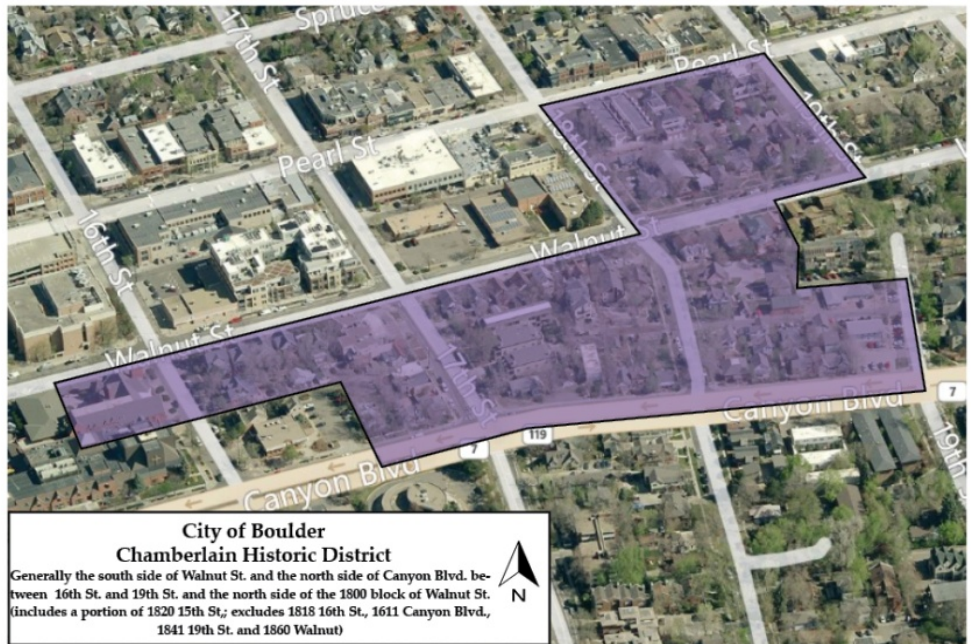 Spruce
17th St
Pearl St
Pearl St
18th St
19th St
16th St
Walnut St
Walnut St
17th St
Canyon Blvd
7
119
7
Canyon Blvd
19th S
City of Boulder
Chamberlain Historic District
Generally the south side of Walnut St. and the north side of Canyon Blvd. be-
tween 16th St. and 19th St. and the north side of the 1800 block of Walnut St.
(includes a portion of 1820 15th St,; excludes 1818 16th St., 1611 Canyon Blvd.,
1841 19th St. and 1860 Walnut)
N